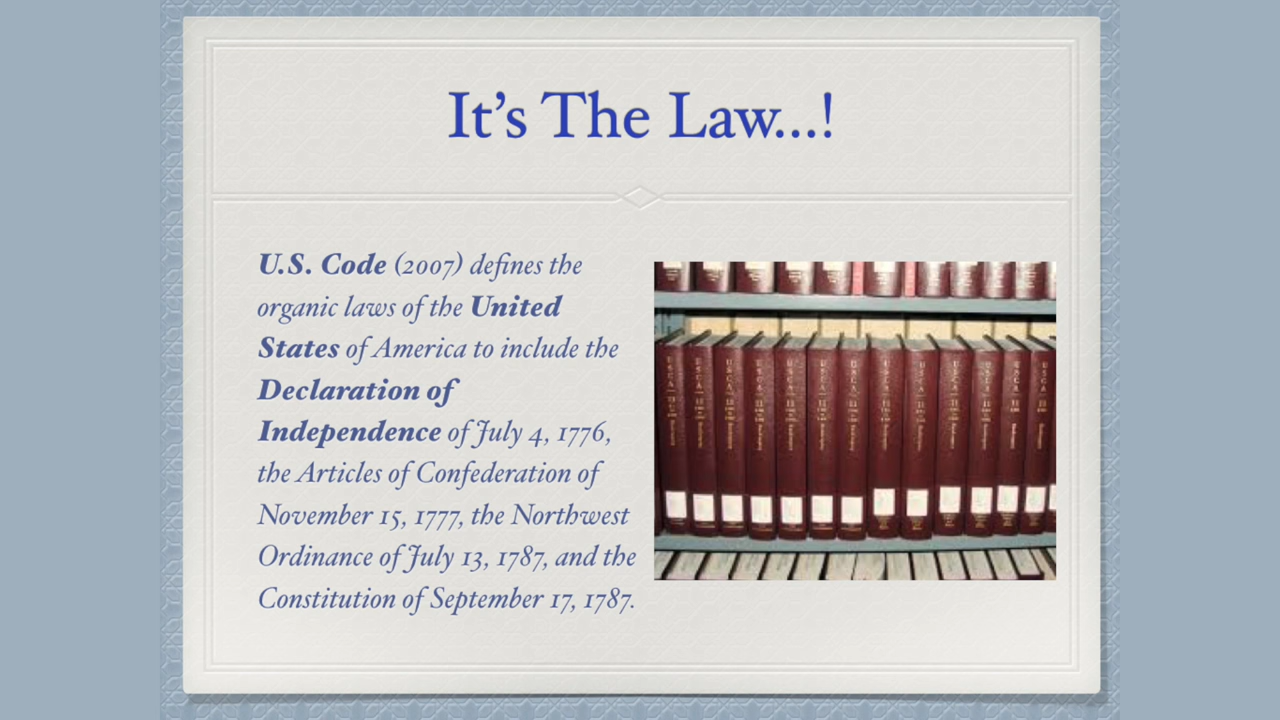 It's The Law...!
U.S. Code (2007) defines the
organic laws of the United
States of America to include the
Declaration of
Independence of July 4, 1776,
the Articles of Confederation of
November 15, 1777, the Northwest
Ordinance of July 13, 1787, and the
Constitution of September 17, 1787.